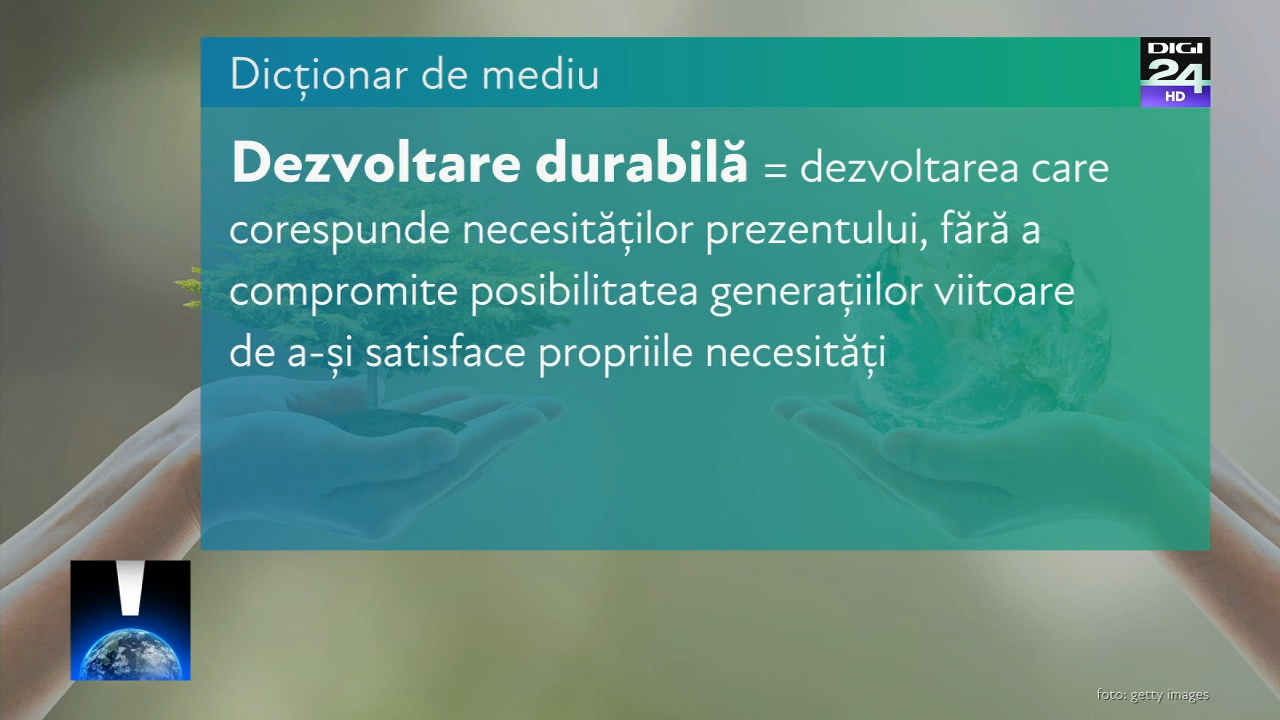 Dicționar de mediu
DIGI
24
HD
Dezvoltare durabilă = dezvoltarea care
corespunde necesităților prezentului, fără a
compromite posibilitatea generațiilor viitoare
de a-și satisface propriile necesități
foto: getty images